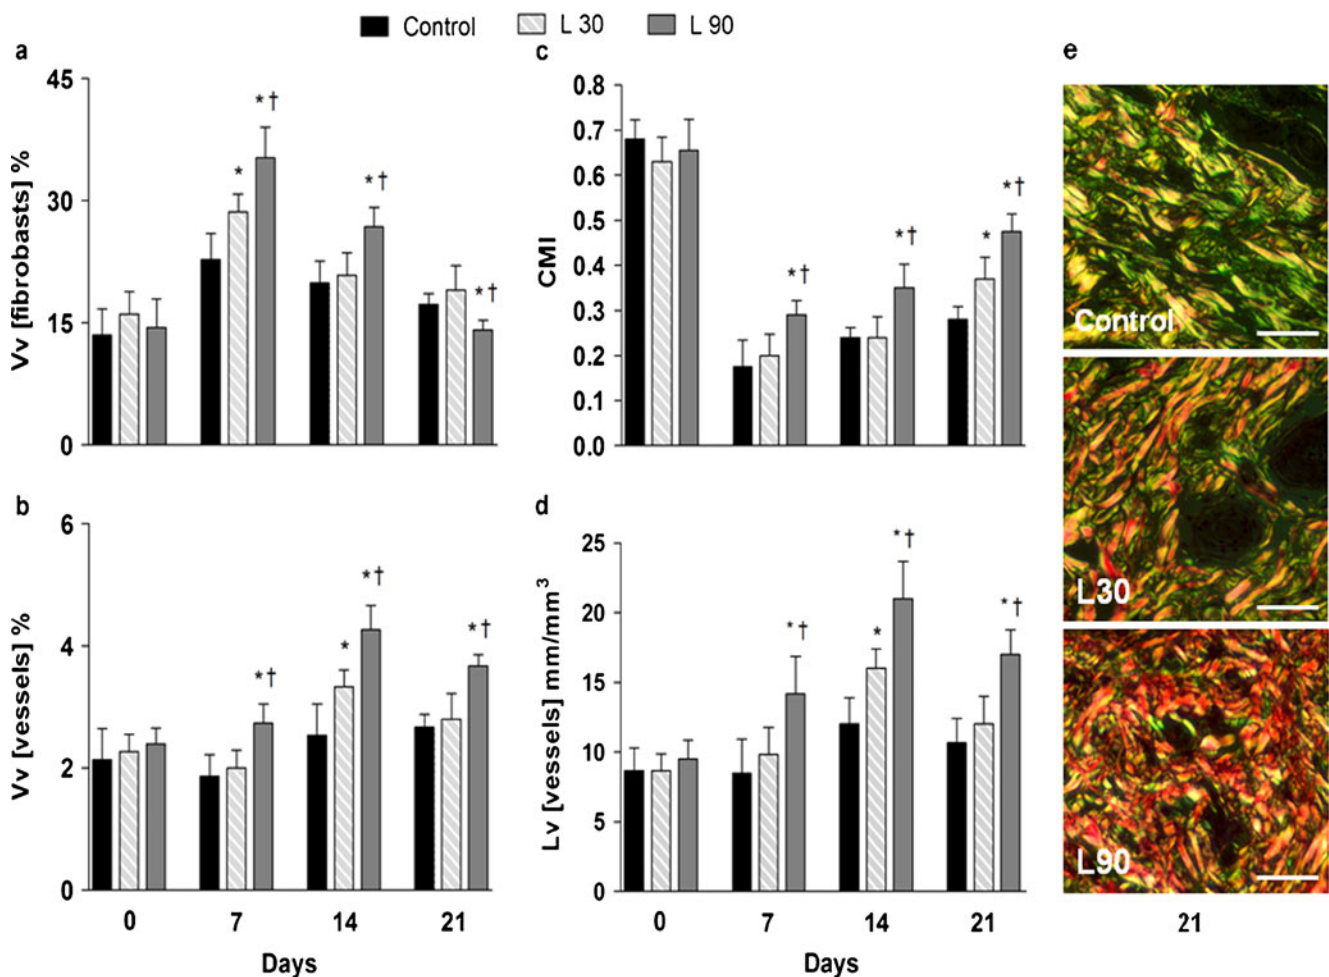 Control L 30 L 90
a
Vv [fibrobasts] %
45
30
15
0
* * † * † * †
c
CMI
0.8
0.7
0.6
0.5
0.4
0.3
0.2
0.1
0.0
* † * † * * †
e
Control
L30
L90
21
b
Vv [vessels] %
6
4
2
0
* † * * † * †
0 7 14 21
Days
d
Lv [vessels] mm/mm³
25
20
15
10
5
0
* † * * † * †
0 7 14 21
Days